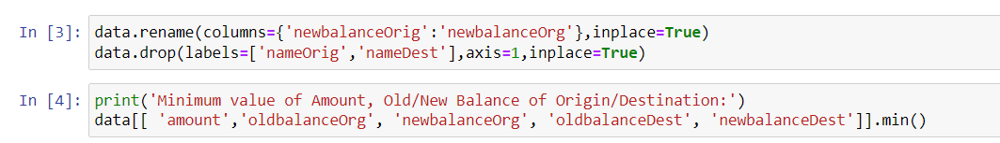 In [3]: data.rename(columns={'newbalanceOrig':'newbalanceOrg'},inplace=True)
data.drop(labels=['nameOrig','nameDest'],axis=1,inplace=True)
In [4]: print('Minimum value of Amount, Old/New Balance of Origin/Destination:')
data[[ 'amount','oldbalanceOrg', 'newbalanceOrg', 'oldbalanceDest', 'newbalanceDest']].min()